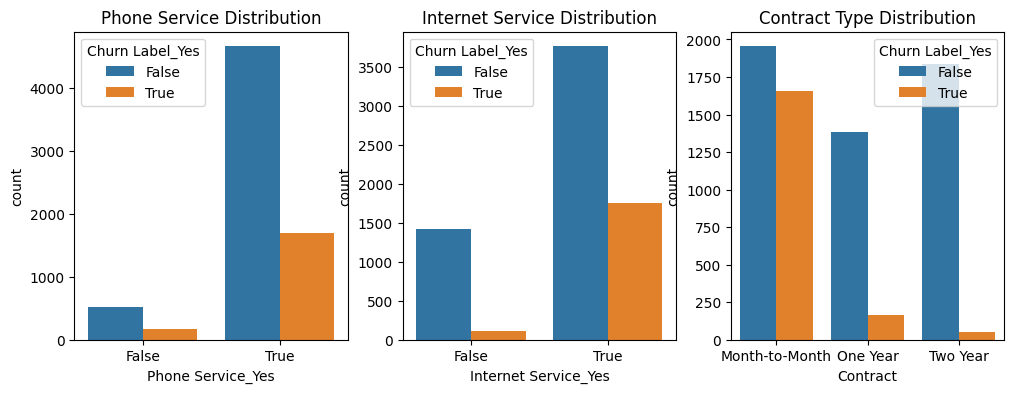 Phone Service Distribution
Churn Label_Yes
False
True
4000
3000
2000
1000
0
count
False True
Phone Service_Yes
Internet Service Distribution
Churn Label_Yes
False
True
3500
3000
2500
2000
1500
1000
500
0
count
False True
Internet Service_Yes
Contract Type Distribution
Churn Label_Yes
False
True
2000
1750
1500
1250
1000
750
500
250
0
count
Month-to-Month One Year Two Year
Contract